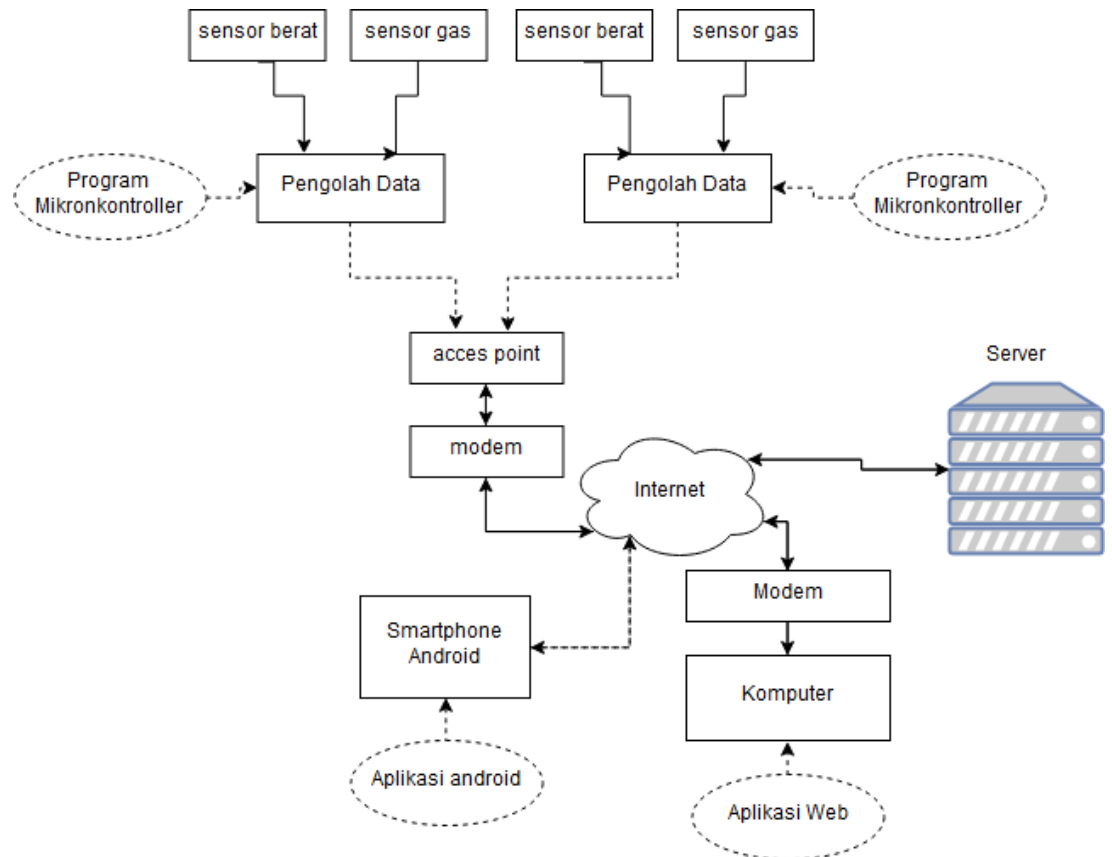 sensor berat
sensor gas
sensor berat
sensor gas
Program
Mikronkontroller
Pengolah Data
Pengolah Data
Program
Mikronkontroller
acces point
Server
modem
Internet
Modem
Smartphone
Android
Komputer
Aplikasi android
Aplikasi Web